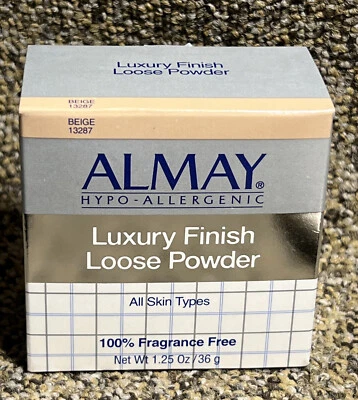 Luxury Finish
Loose Powder
BEIGE
13287
BEIGE
13287
ALMAY®
HYPO-ALLERGENIC
Luxury Finish
Loose Powder
All Skin Types
100% Fragrance Free
Net Wt 1.25 Oz/36 g